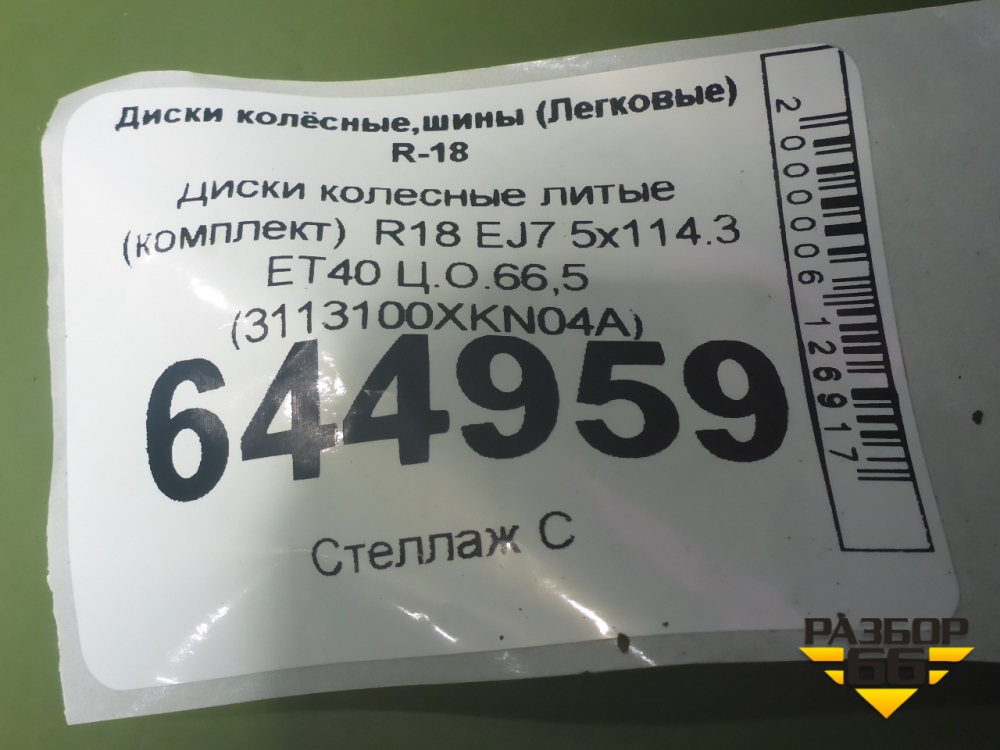 Диски колёсные,шины (Легковые)
R-18
Диски колесные литые
(комплект) R18 EJ7 5x114.3
ET40 Ц.О.66,5
(3113100XKN04A)
644959
Стеллаж С
2000006126917
РАЗБОР
66